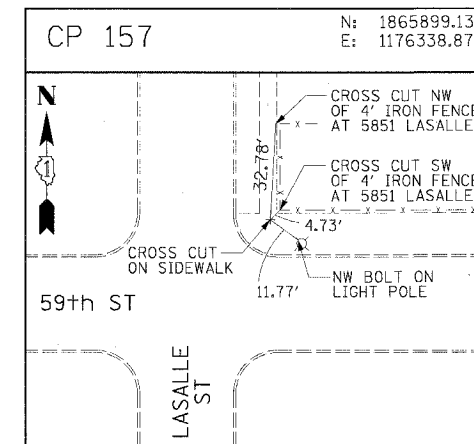 CP 157
N: 1865899.13
E: 1176338.87
N
1
CROSS CUT NW
OF 4' IRON FENCE
AT 5851 LASALLE
32.78'
CROSS CUT SW
OF 4' IRON FENCE
AT 5851 LASALLE
4.73'
CROSS CUT
ON SIDEWALK
11.77'
NW BOLT ON
LIGHT POLE
59th ST
LASALLE
ST